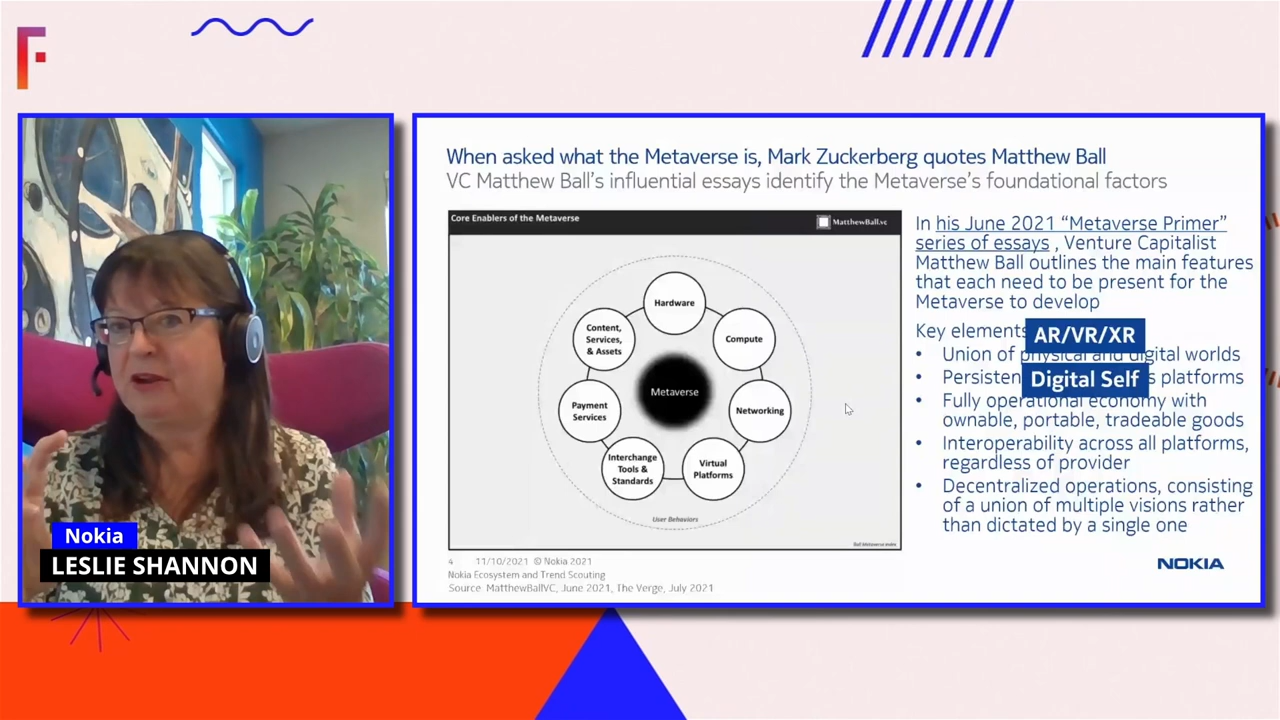 F
Nokia
LESLIE SHANNON
When asked what the Metaverse is, Mark Zuckerberg quotes Matthew Ball
VC Matthew Ball's influential essays identify the Metaverse's foundational factors
Core Enablers of the Metaverse
MatthewBall.vc
Hardware
Compute
Networking
Virtual
Platforms
Interchange
Tools &
Standards
Payment
Services
Content,
Services,
& Assets
Metaverse
User Behaviors
In his June 2021 “Metaverse Primer”
series of essays , Venture Capitalist
Matthew Ball outlines the main features
that each need to be present for the
Metaverse to develop
Key elements
AR/VR/XR
• Union of physical and digital worlds
Digital Self
• platforms
• Fully operational economy with
ownable, portable, tradeable goods
• Interoperability across all platforms,
regardless of provider
• Decentralized operations, consisting
of a union of multiple visions rather
than dictated by a single one
4 11/10/2021 © Nokia 2021
Nokia Ecosystem and Trend Scouting
Source: MatthewBallVC, June 2021, The Verge, July 2021
NOKIA